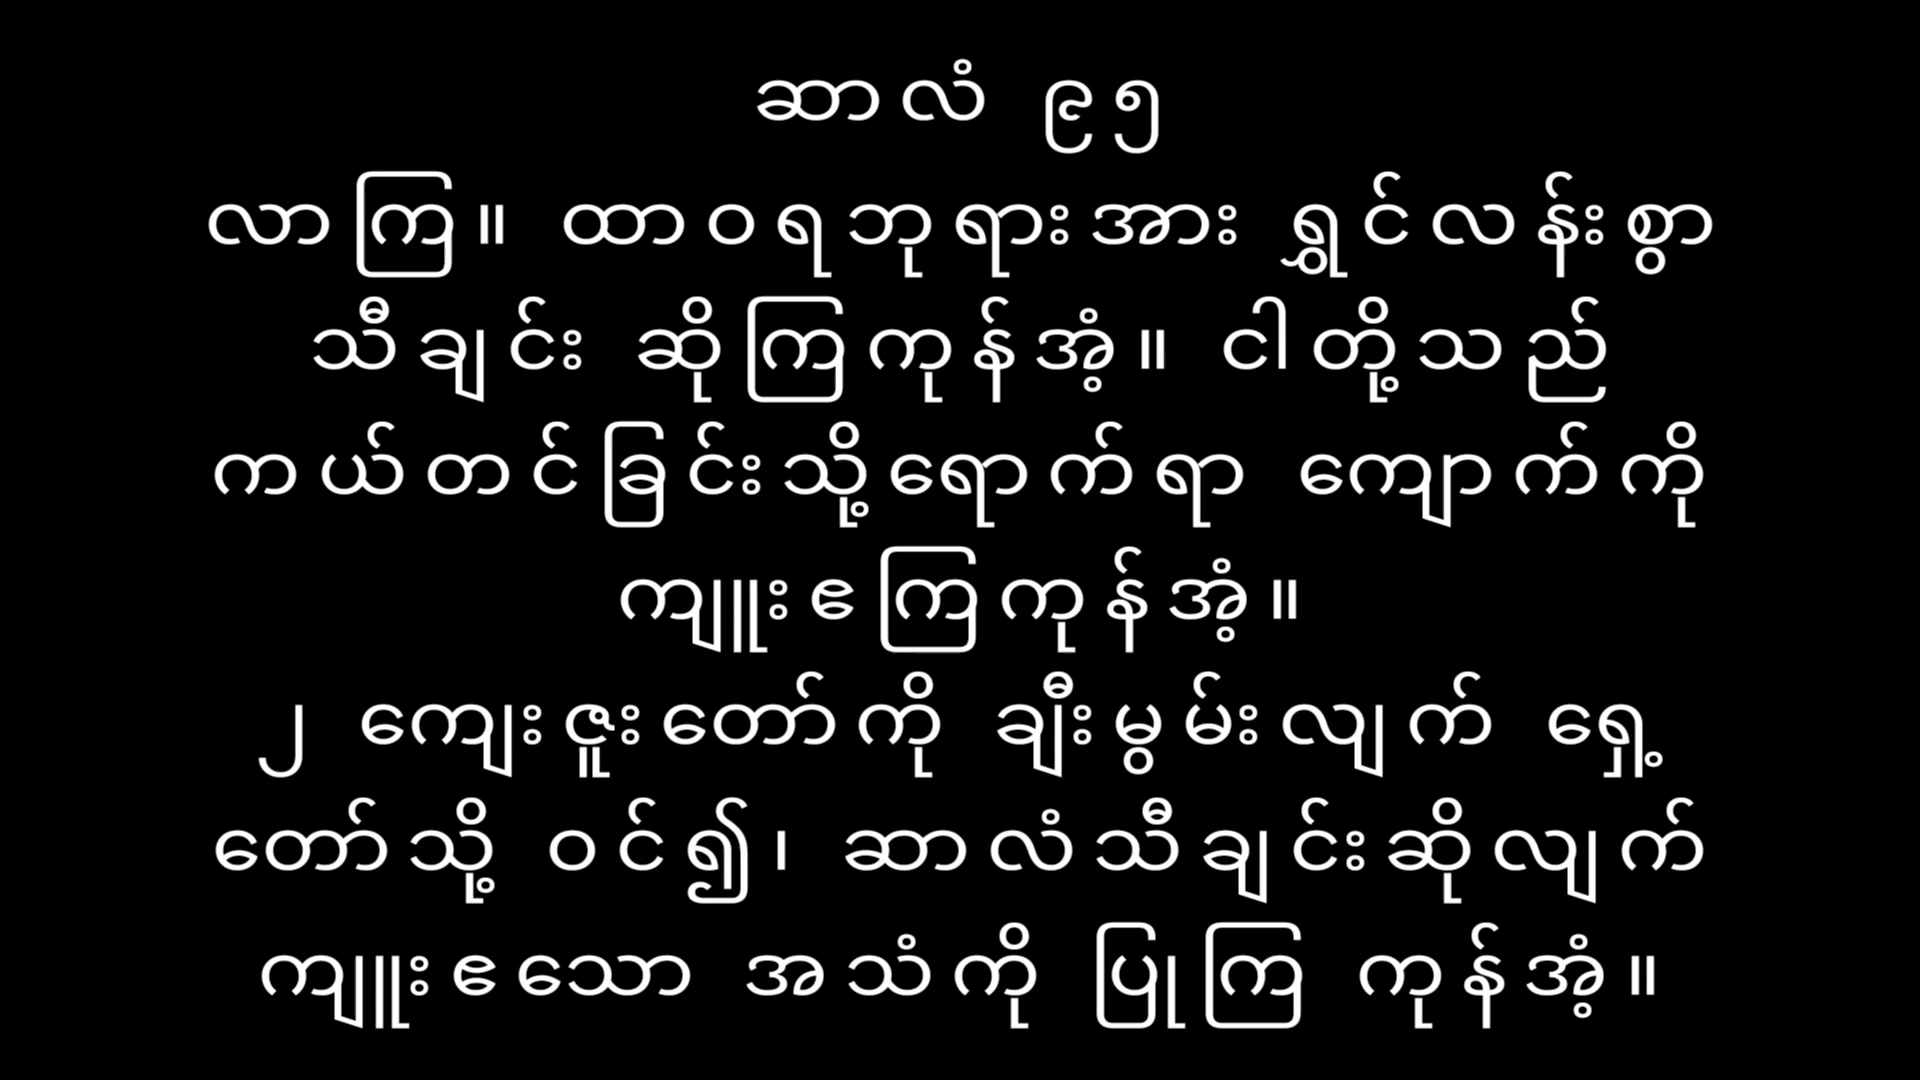 ဆာလံ ၉၅
လာကြ။ ထာဝရဘုရားအား ရွှင်လန်းစွာ
သီချင်း ဆိုကြကုန်အံ့။ ငါတို့သည်
ကယ်တင်ခြင်းသို့ရောက်ရာ ကျောက်ကို
ကျူးဧကြကုန်အံ့။
၂ ကျေးဇူးတော်ကို ချီးမွမ်းလျက် ရှေ့
တော်သို့ ဝင်၍၊ ဆာလံသီချင်းဆိုလျက်
ကျူးဧသော အသံကို ပြုကြ ကုန်အံ့။